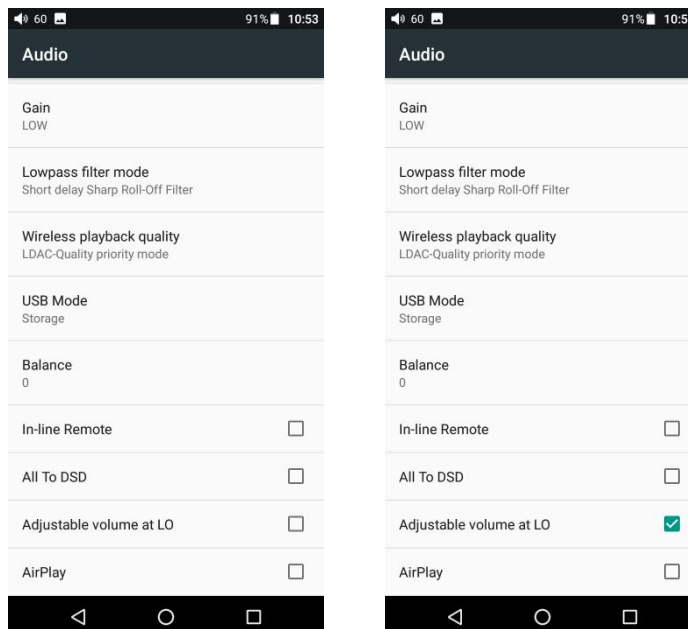 60 91% 10:53
Audio
Gain
LOW
Lowpass filter mode
Short delay Sharp Roll-Off Filter
Wireless playback quality
LDAC-Quality priority mode
USB Mode
Storage
Balance
0
In-line Remote
All To DSD
Adjustable volume at LO
AirPlay
60 91% 10:5
Audio
Gain
LOW
Lowpass filter mode
Short delay Sharp Roll-Off Filter
Wireless playback quality
LDAC-Quality priority mode
USB Mode
Storage
Balance
0
In-line Remote
All To DSD
Adjustable volume at LO
AirPlay